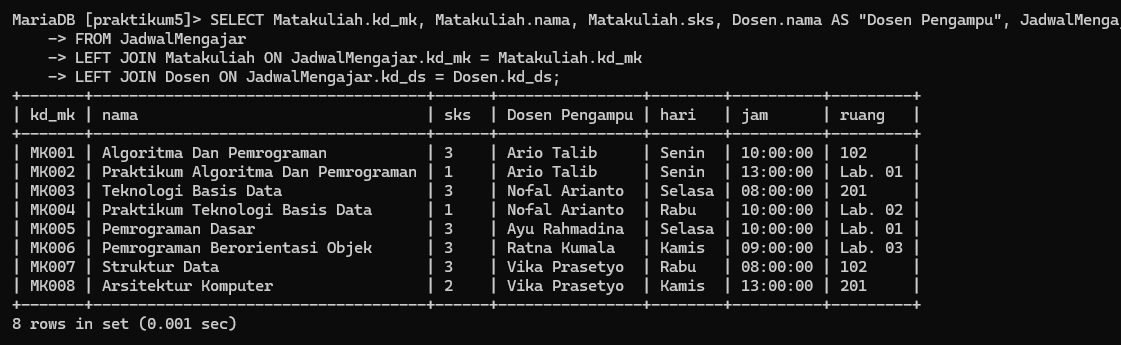 MariaDB [praktikum5]> SELECT Matakuliah.kd_mk, Matakuliah.nama, Matakuliah.sks, Dosen.nama AS "Dosen Pengampu", JadwalMenga
    -> FROM JadwalMengajar
    -> LEFT JOIN Matakuliah ON JadwalMengajar.kd_mk = Matakuliah.kd_mk
    -> LEFT JOIN Dosen ON JadwalMengajar.kd_ds = Dosen.kd_ds;
+-------+-------------------------------------+------+----------------+--------+----------+---------+
| kd_mk | nama                                | sks  | Dosen Pengampu | hari   | jam      | ruang   |
+-------+-------------------------------------+------+----------------+--------+----------+---------+
| MK001 | Algoritma Dan Pemrograman           | 3    | Ario Talib     | Senin  | 10:00:00 | 102     |
| MK002 | Praktikum Algoritma Dan Pemrograman | 1    | Ario Talib     | Senin  | 13:00:00 | Lab. 01 |
| MK003 | Teknologi Basis Data                | 3    | Nofal Arianto  | Selasa | 08:00:00 | 201     |
| MK004 | Praktikum Teknologi Basis Data      | 1    | Nofal Arianto  | Rabu   | 10:00:00 | Lab. 02 |
| MK005 | Pemrograman Dasar                   | 3    | Ayu Rahmadina  | Selasa | 10:00:00 | Lab. 01 |
| MK006 | Pemrograman Berorientasi Objek      | 3    | Ratna Kumala   | Kamis  | 09:00:00 | Lab. 03 |
| MK007 | Struktur Data                       | 3    | Vika Prasetyo  | Rabu   | 08:00:00 | 102     |
| MK008 | Arsitektur Komputer                 | 2    | Vika Prasetyo  | Kamis  | 13:00:00 | 201     |
+-------+-------------------------------------+------+----------------+--------+----------+---------+
8 rows in set (0.001 sec)